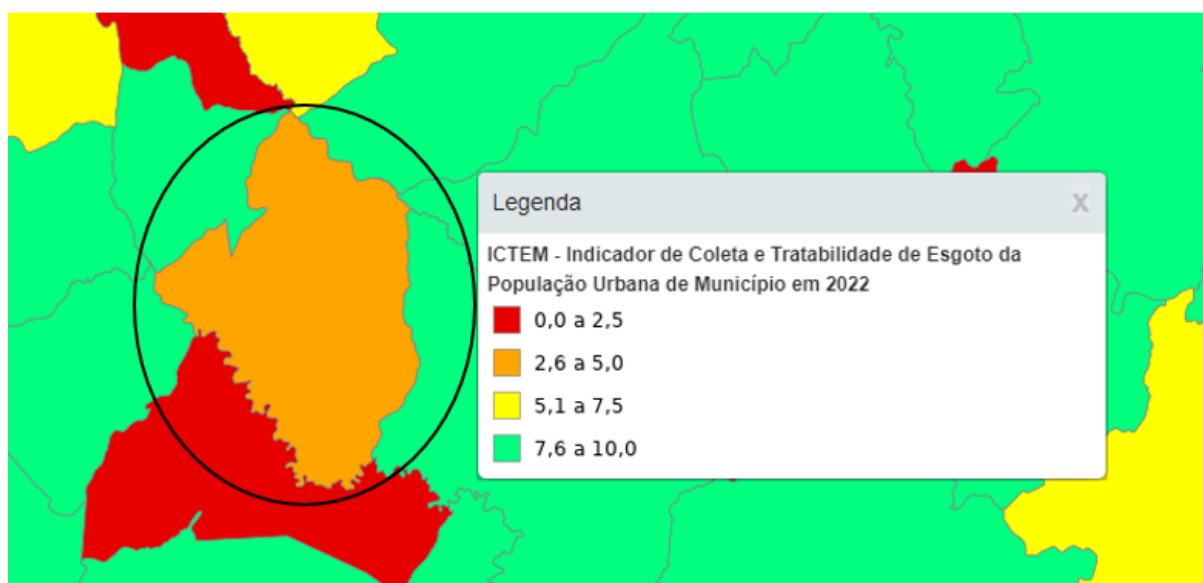 Legenda
X
ICTEM - Indicador de Coleta e Tratabilidade de Esgoto da
População Urbana de Município em 2022
0,0 a 2,5
2,6 a 5,0
5,1 a 7,5
7,6 a 10,0